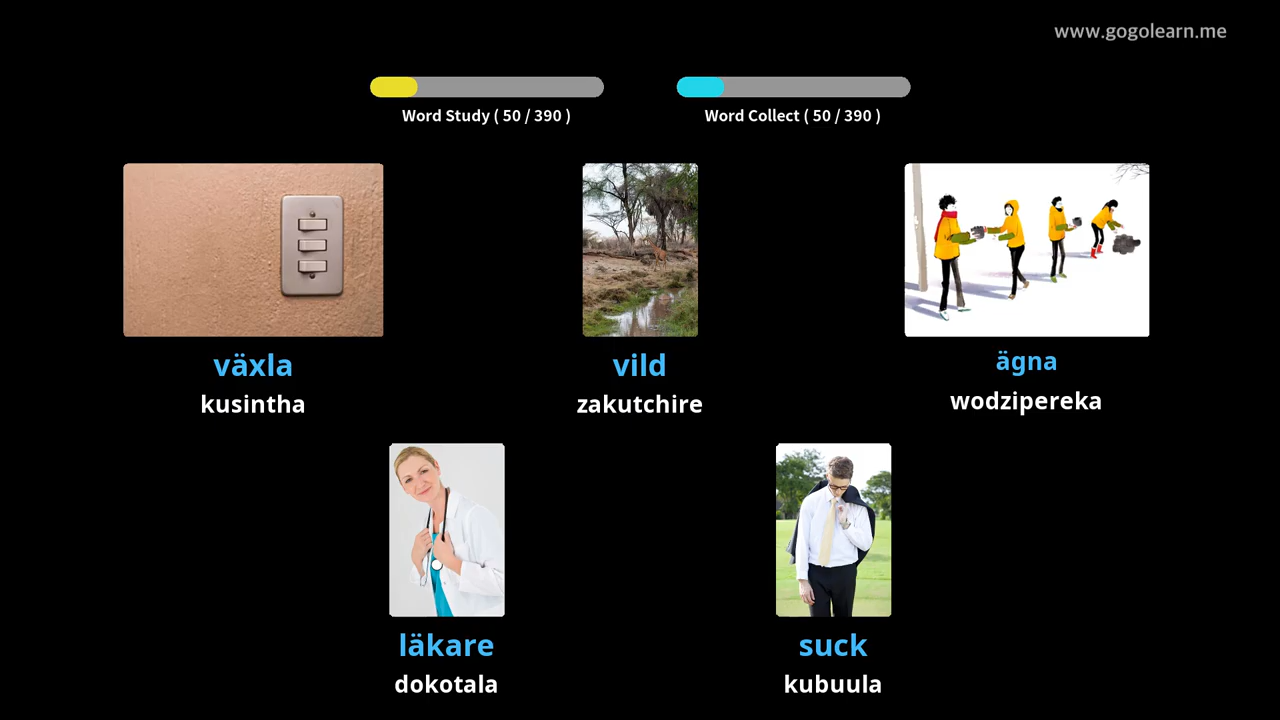 www.gogolearn.me
Word Study ( 50 / 390 )
Word Collect ( 50 / 390 )
växla
kusintha
vild
zakutchire
ägna
wodzipereka
läkare
dokotala
suck
kubuula